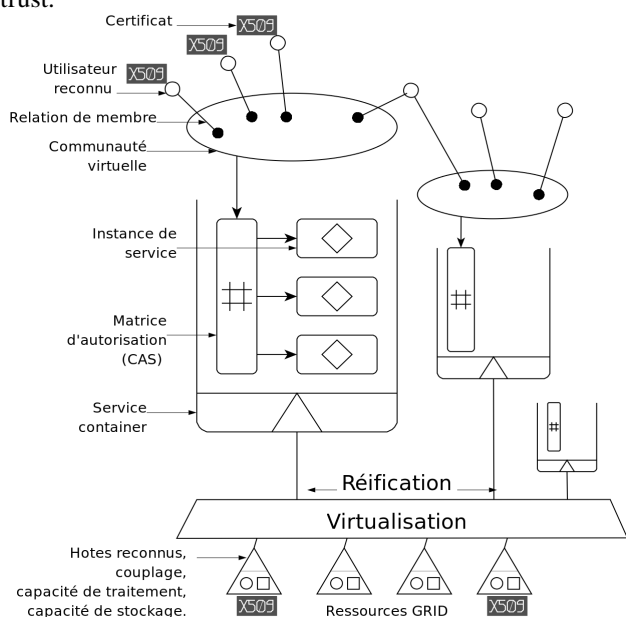 trust.
Certificat
X509
X509
X509
Utilisateur
reconnu
Relation de membre
Communauté
virtuelle
Instance de
service
Matrice
d'autorisation
(CAS)
Service
container
Réification
Virtualisation
Hotes reconnus,
couplage,
capacité de traitement,
capacité de stockage.
X509
Ressources GRID
X509